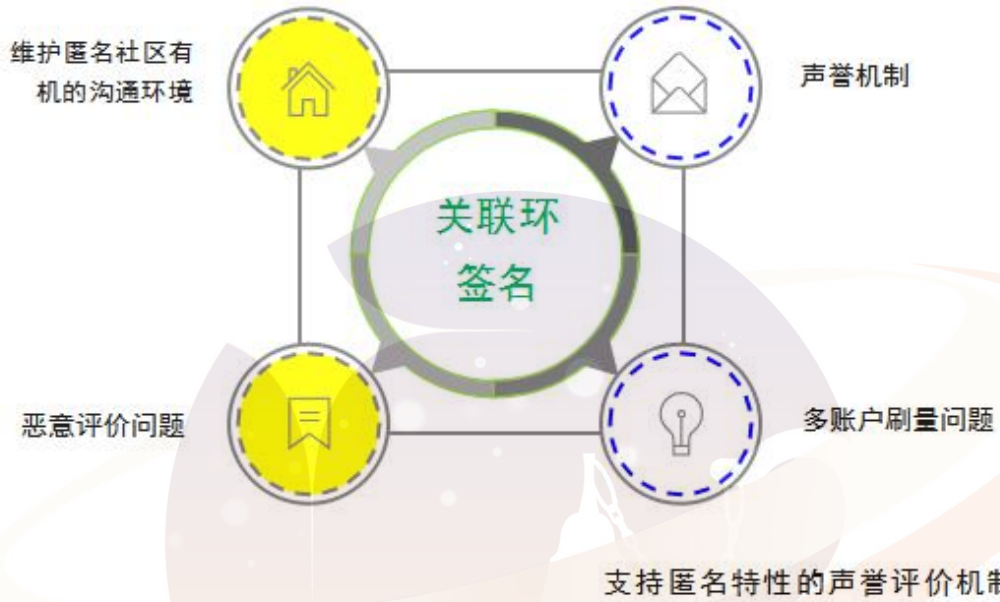 维护匿名社区有
机的沟通环境
声誉机制
关联环
签名
恶意评价问题
多账户刷量问题
支持匿名特性的声誉评价机制